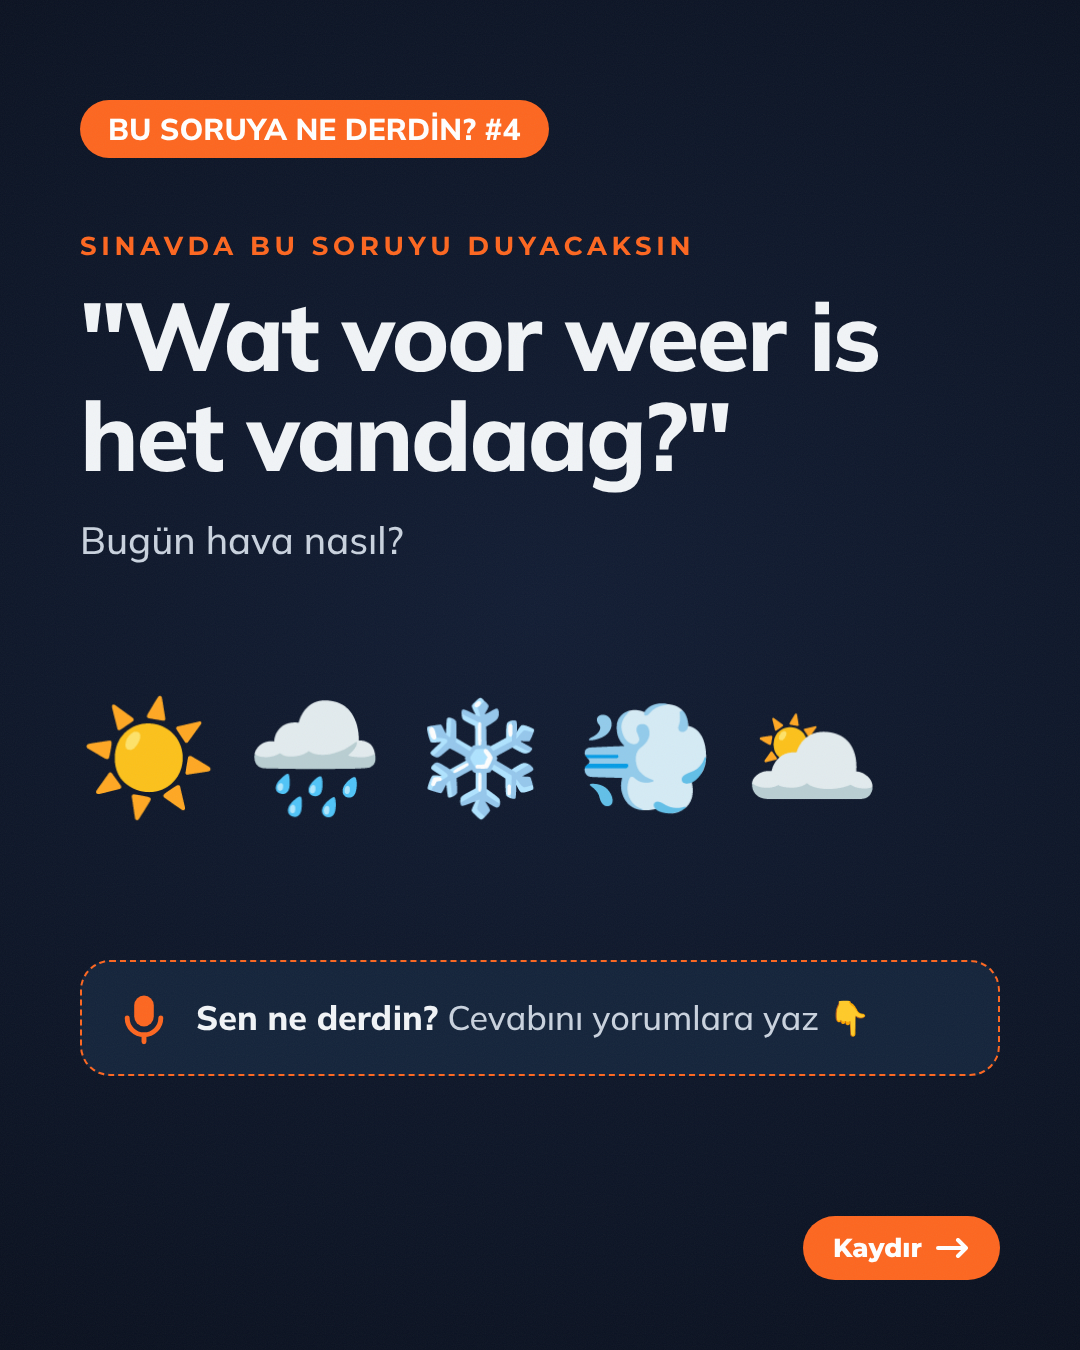 BU SORUYA NE DERDİN? #4
SINAVDA BU SORUYU DUYACAKSIN
"Wat voor weer is
het vandaag?"
Bugün hava nasıl?
Sen ne derdin? Cevabını yorumlara yaz 👇
Kaydır →